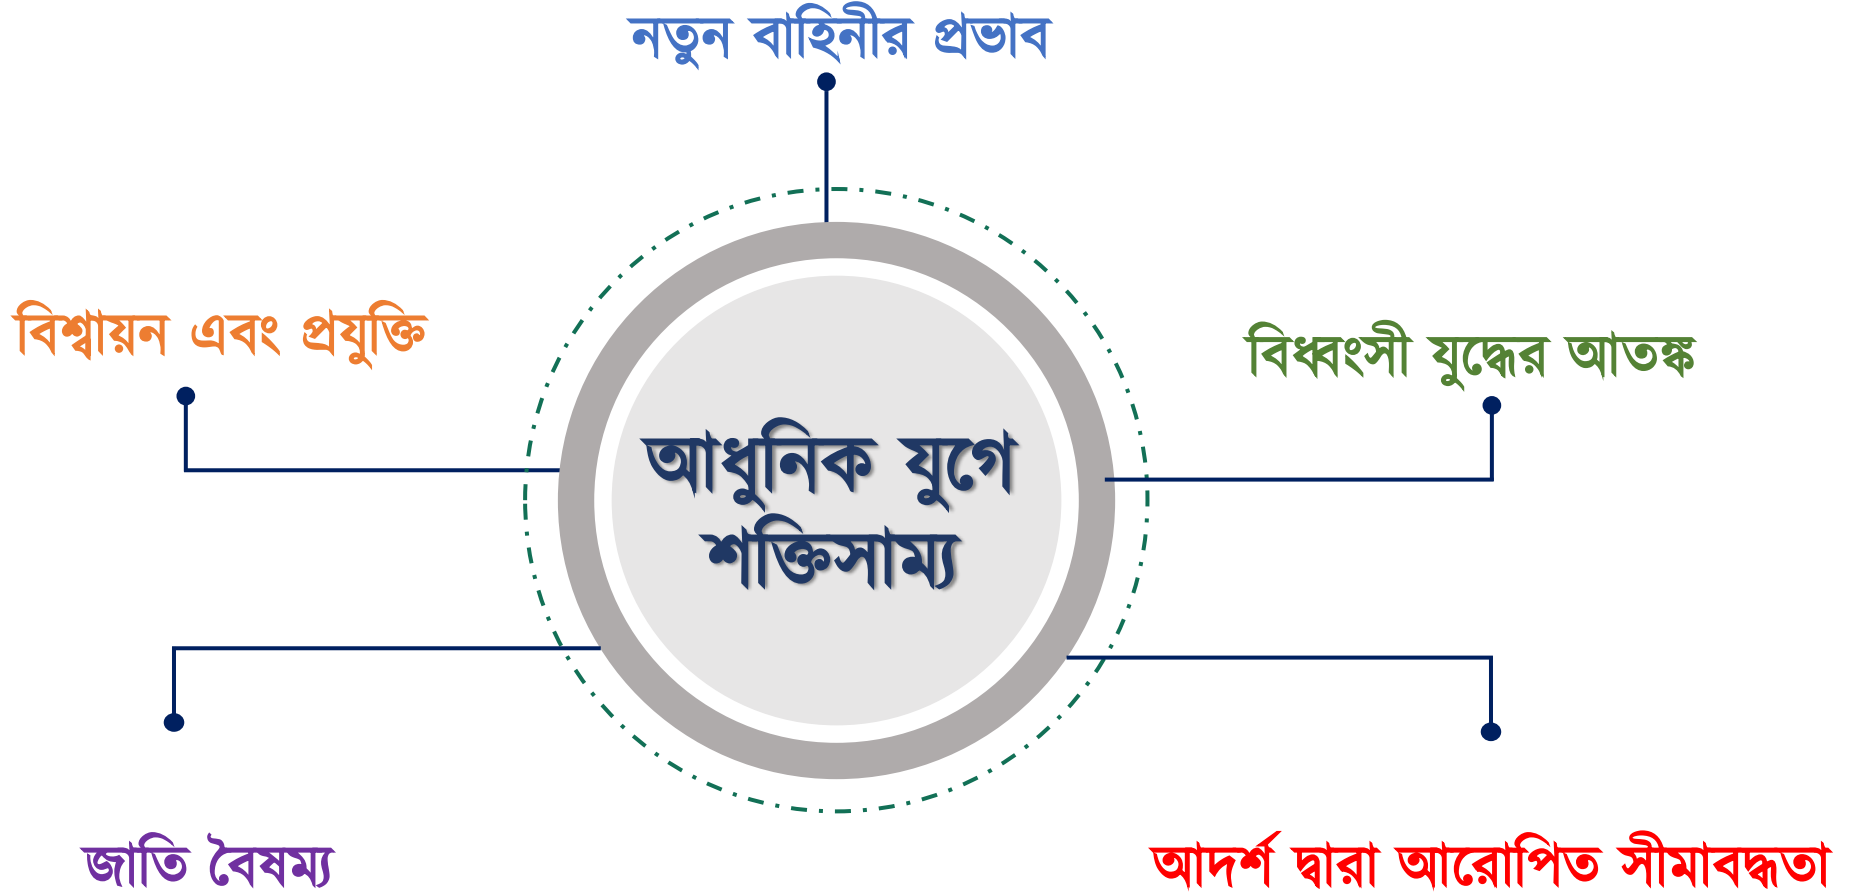 নতুন বাহিনীর প্রভাব
বিশ্বায়ন এবং প্রযুক্তি
বিধ্বংসী যুদ্ধের আতঙ্ক
আধুনিক যুগে
শক্তিসাম্য
জাতি বৈষম্য
আদর্শ দ্বারা আরোপিত সীমাবদ্ধতা